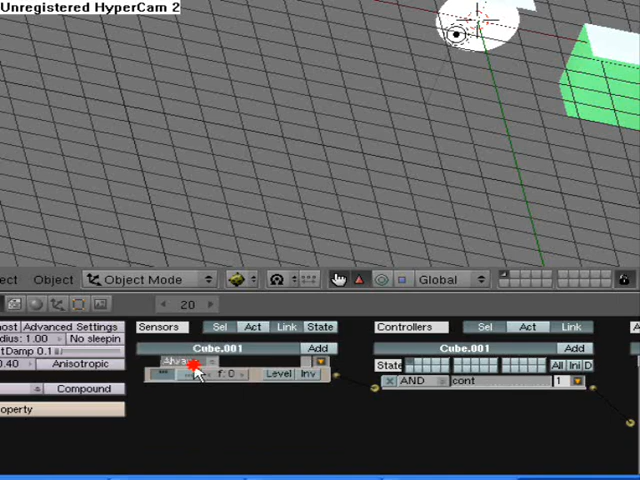 Unregistered HyperCam 2
ect Object Object Mode Global
20
ost Advanced Settings
dius: 1.00 No sleepin
tDamp 0.1
0.40 Anisotropic
Compound
operty
Sensors Sel Act Link State
Cube.001 Add
f: 0 Level Inv
Controllers Sel Act Link
Cube.001 Add
State All Ini D
AND cont 1
A